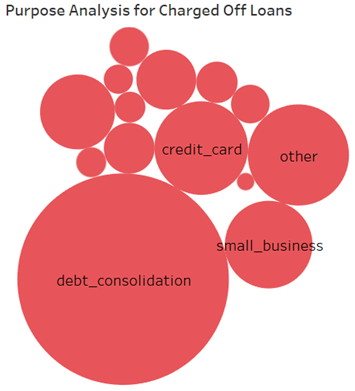 Purpose Analysis for Charged Off Loans
credit_card
other
small_business
debt_consolidation